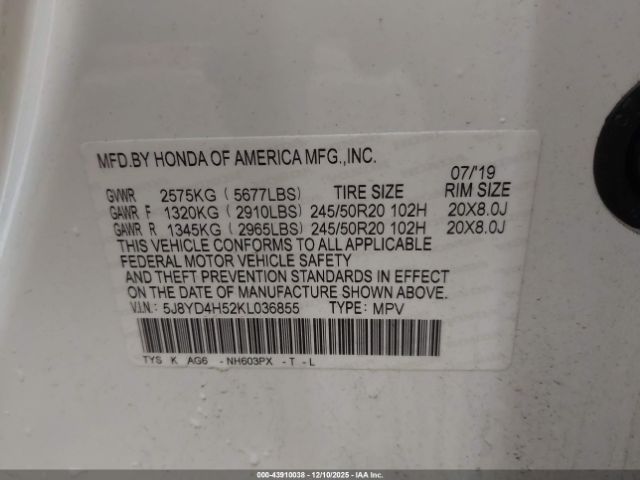 MFD.BY HONDA OF AMERICA MFG.,INC.
07/'19
GVWR 2575KG ( 5677LBS) TIRE SIZE RIM SIZE
GAWR F 1320KG ( 2910LBS) 245/50R20 102H 20X8.0J
GAWR R 1345KG ( 2965LBS) 245/50R20 102H 20X8.0J
THIS VEHICLE CONFORMS TO ALL APPLICABLE
FEDERAL MOTOR VEHICLE SAFETY
AND THEFT PREVENTION STANDARDS IN EFFECT
ON THE DATE OF MANUFACTURE SHOWN ABOVE.
V.I.N.: 5J8YD4H52KL036855 TYPE: MPV
TYS K AG6 -NH603PX -T -L
000-43910038 - 12/10/2025 - IAA Inc.